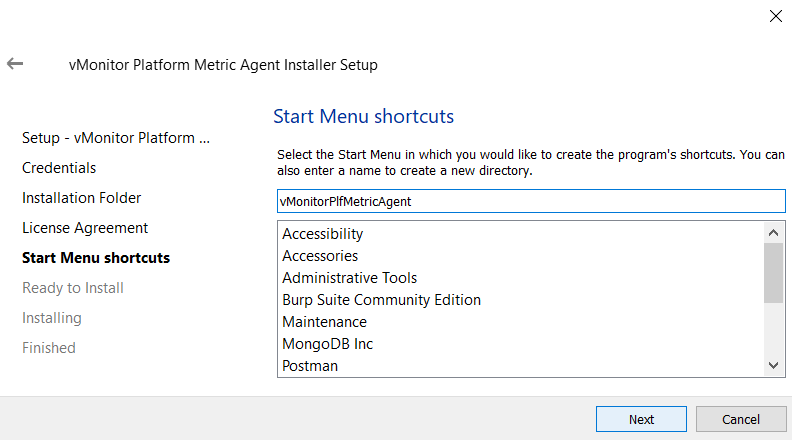 vMonitor Platform Metric Agent Installer Setup
Setup - vMonitor Platform ...
Credentials
Installation Folder
License Agreement
Start Menu shortcuts
Ready to Install
Installing
Finished
Start Menu shortcuts
Select the Start Menu in which you would like to create the program's shortcuts. You can
also enter a name to create a new directory.
vMonitorPlfMetricAgent
Accessibility
Accessories
Administrative Tools
Burp Suite Community Edition
Maintenance
MongoDB Inc
Postman
Next
Cancel